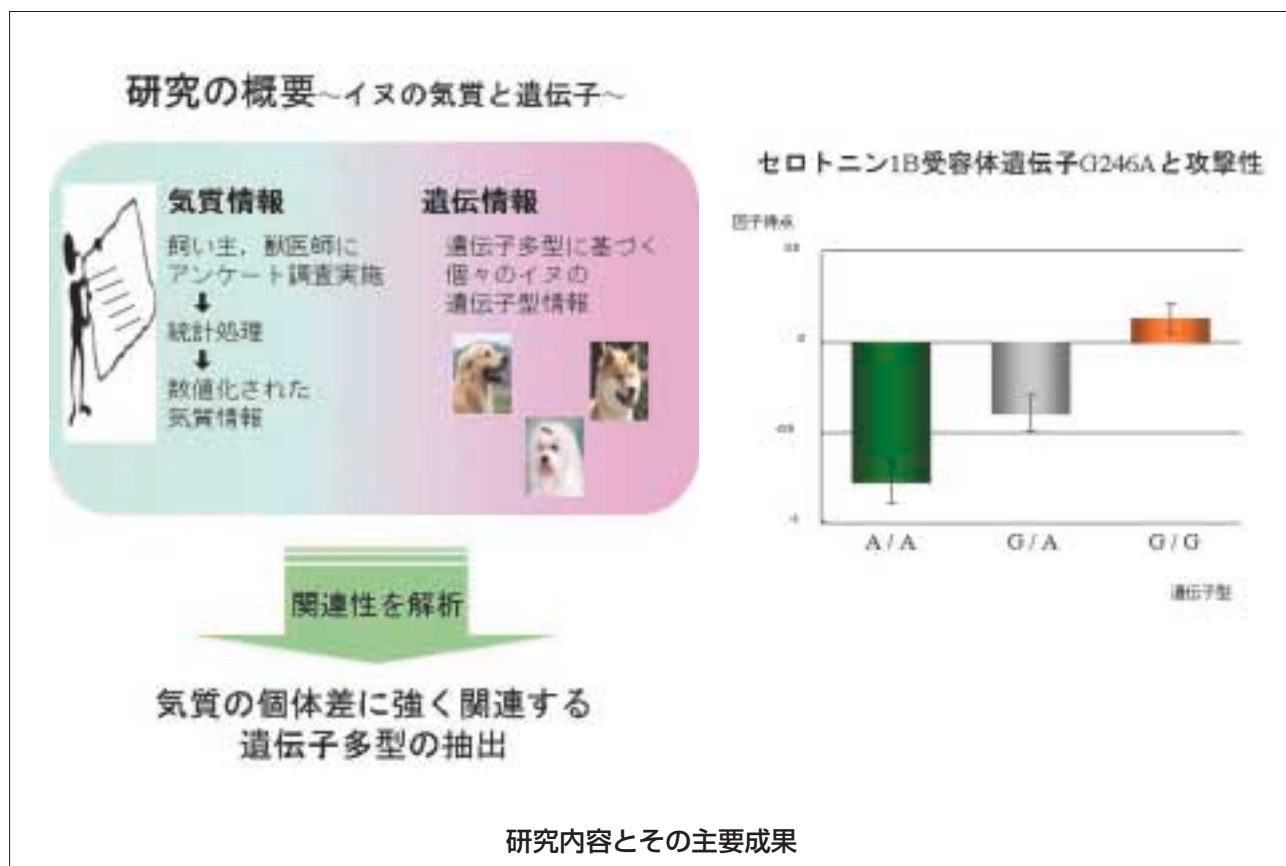 研究の概要~イヌの気質と遺伝子~
気質情報
飼い主，獣医師に
アンケート調査実施
統計処理
数値化された
気質情報
遺伝情報
遺伝子多型に基づく
個々のイヌの
遺伝子型情報
関連性を解析
気質の個体差に強く関連する
遺伝子多型の抽出
セロトニン1B受容体遺伝子G246Aと攻撃性
因子得点
0.5
0
-0.5
-1
A / A
G / A
G / G
遺伝子型
研究内容とその主要成果